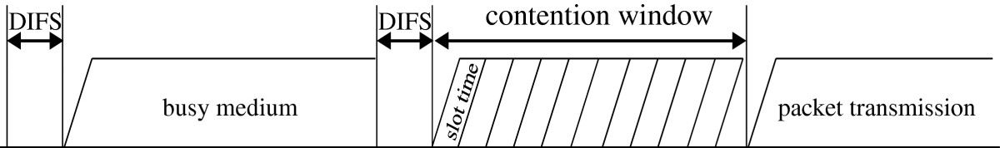 DIFS
DIFS
contention window
busy medium
slot time
packet transmission